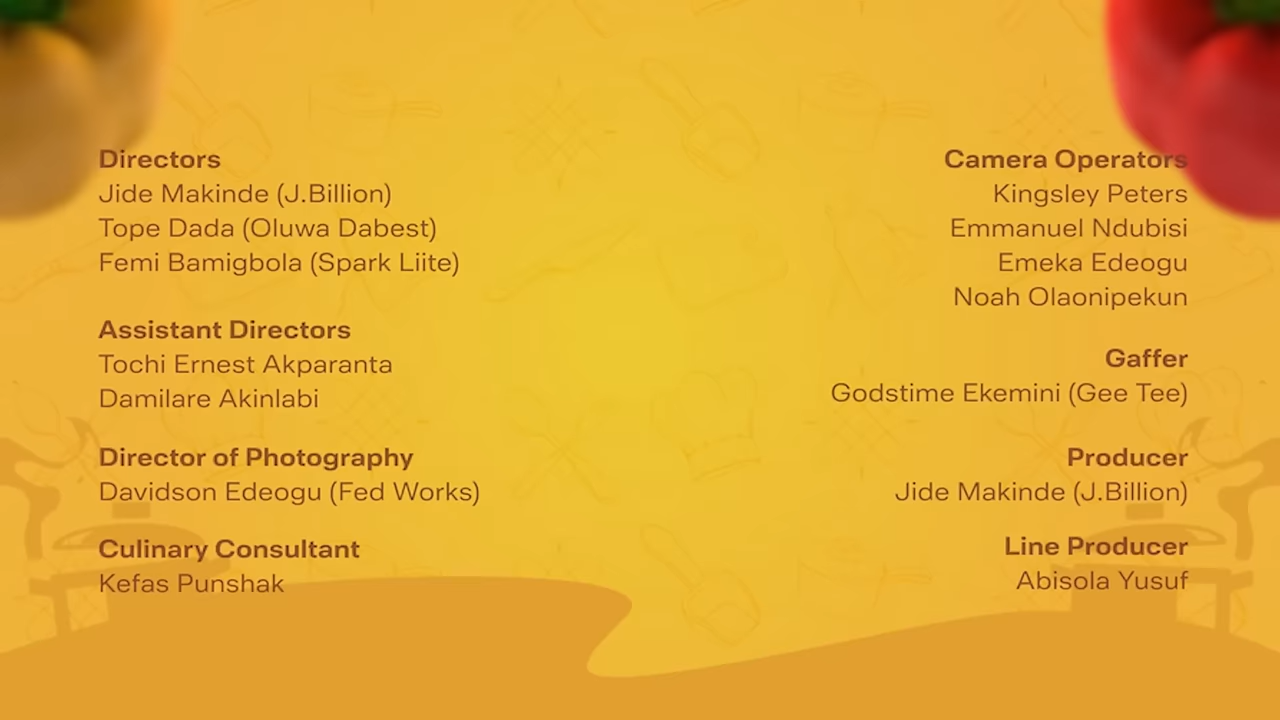 Directors
Jide Makinde (J.Billion)
Tope Dada (Oluwa Dabest)
Femi Bamigbola (Spark Liite)
Assistant Directors
Tochi Ernest Akparanta
Damilare Akinlabi
Director of Photography
Davidson Edeogu (Fed Works)
Culinary Consultant
Kefas Punshak
Camera Operators
Kingsley Peters
Emmanuel Ndubisi
Emeka Edeogu
Noah Olaonipekun
Gaffer
Godstime Ekemini (Gee Tee)
Producer
Jide Makinde (J.Billion)
Line Producer
Abisola Yusuf